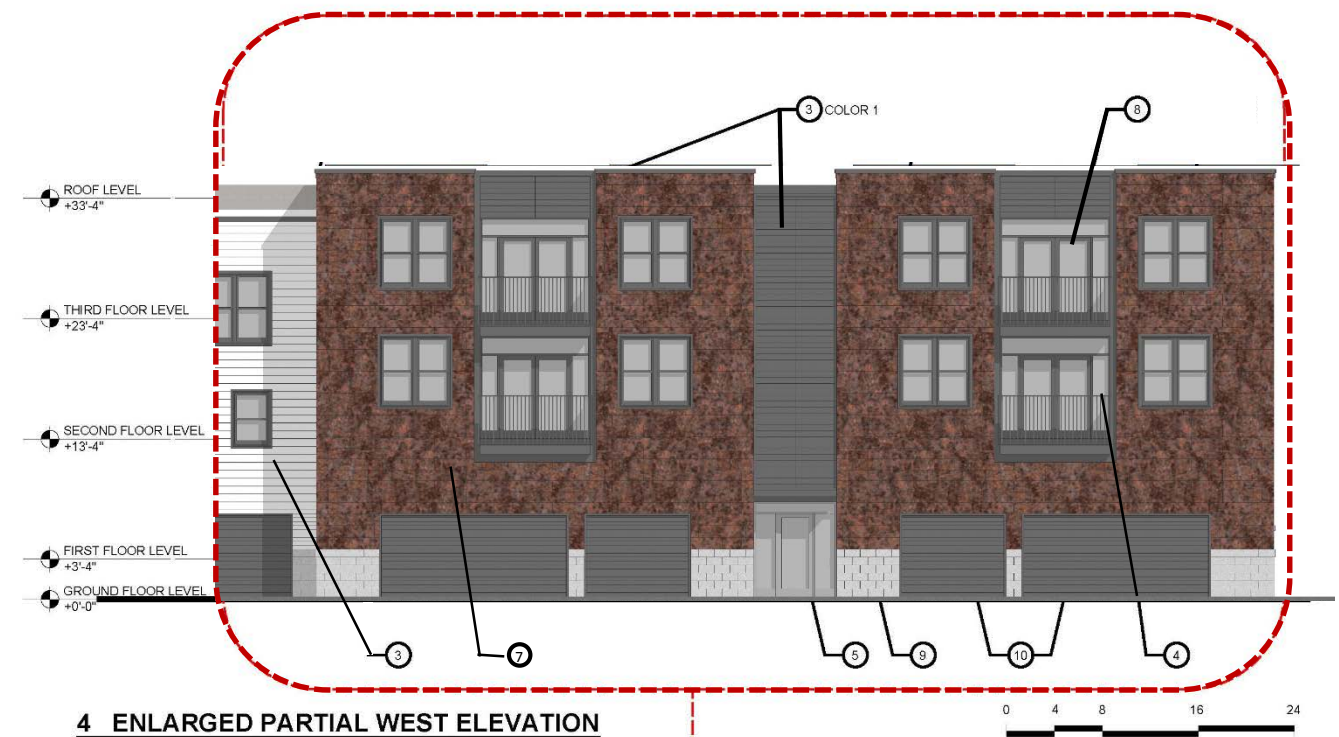 3 COLOR 1
8
ROOF LEVEL
+33'-4"
THIRD FLOOR LEVEL
+23'-4"
SECOND FLOOR LEVEL
+13'-4"
FIRST FLOOR LEVEL
+3'-4"
GROUND FLOOR LEVEL
+0'-0"
3
7
5
9
10
4
4 ENLARGED PARTIAL WEST ELEVATION
0 4 8 16 24